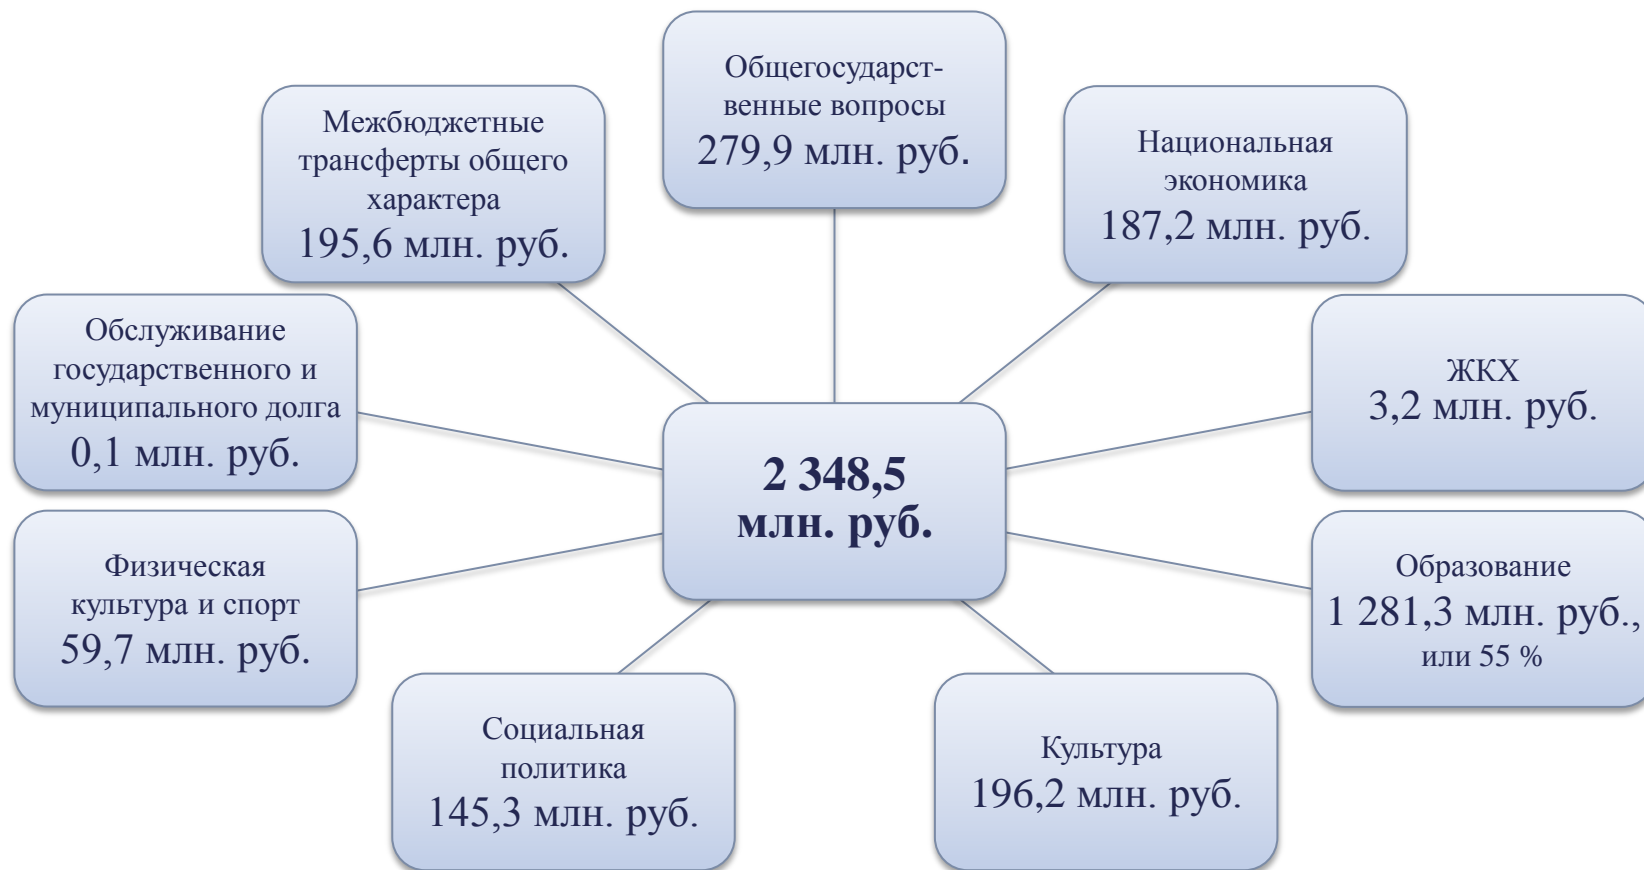 Общегосударст-
венные вопросы
279,9 млн. руб.
Национальная
экономика
187,2 млн. руб.
ЖКХ
3,2 млн. руб.
Образование
1 281,3 млн. руб.,
или 55 %
Культура
196,2 млн. руб.
Социальная
политика
145,3 млн. руб.
Физическая
культура и спорт
59,7 млн. руб.
Обслуживание
государственного и
муниципального долга
0,1 млн. руб.
Межбюджетные
трансферты общего
характера
195,6 млн. руб.
2 348,5
млн. руб.